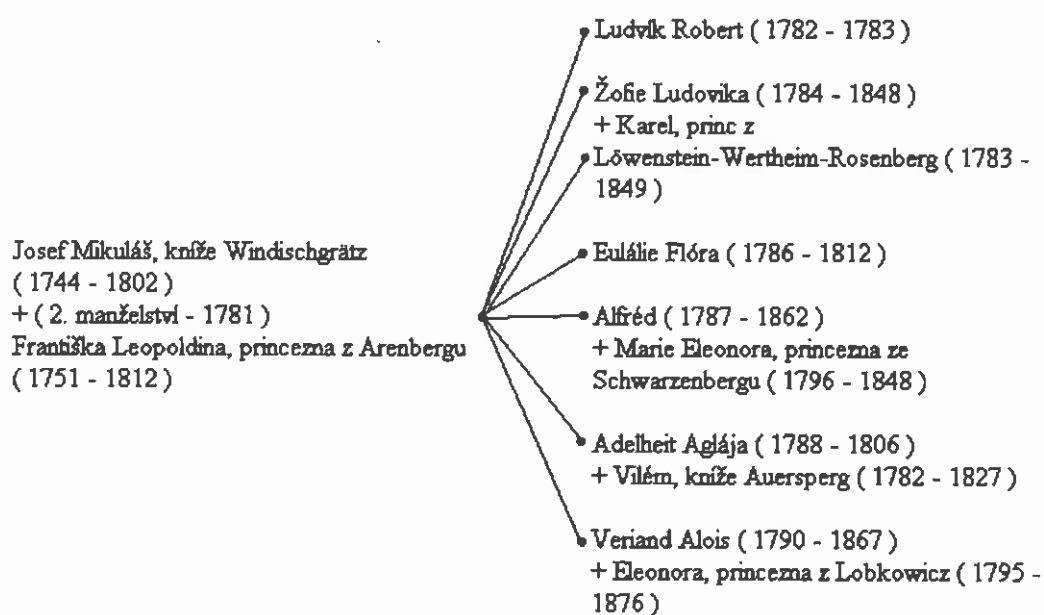 Ludvík Robert ( 1782 - 1783 )
Žofie Ludovika ( 1784 - 1848 )
+ Karel, princ z
Löwenstein-Wertheim-Rosenberg ( 1783 -
1849 )
Josef Mikuláš, kníže Windischgrätz
( 1744 - 1802 )
+ ( 2. manželství - 1781 )
Františka Leopoldina, princezna z Arenbergu
( 1751 - 1812 )
Eulálie Flóra ( 1786 - 1812 )
Alfréd ( 1787 - 1862 )
+ Marie Eleonora, princezna ze
Schwarzenbergu ( 1796 - 1848 )
Adelheit Aglája ( 1788 - 1806 )
+ Vilém, kníže Auersperg ( 1782 - 1827 )
Veriand Alois ( 1790 - 1867 )
+ Eleonora, princezna z Lobkowicz ( 1795 -
1876 )